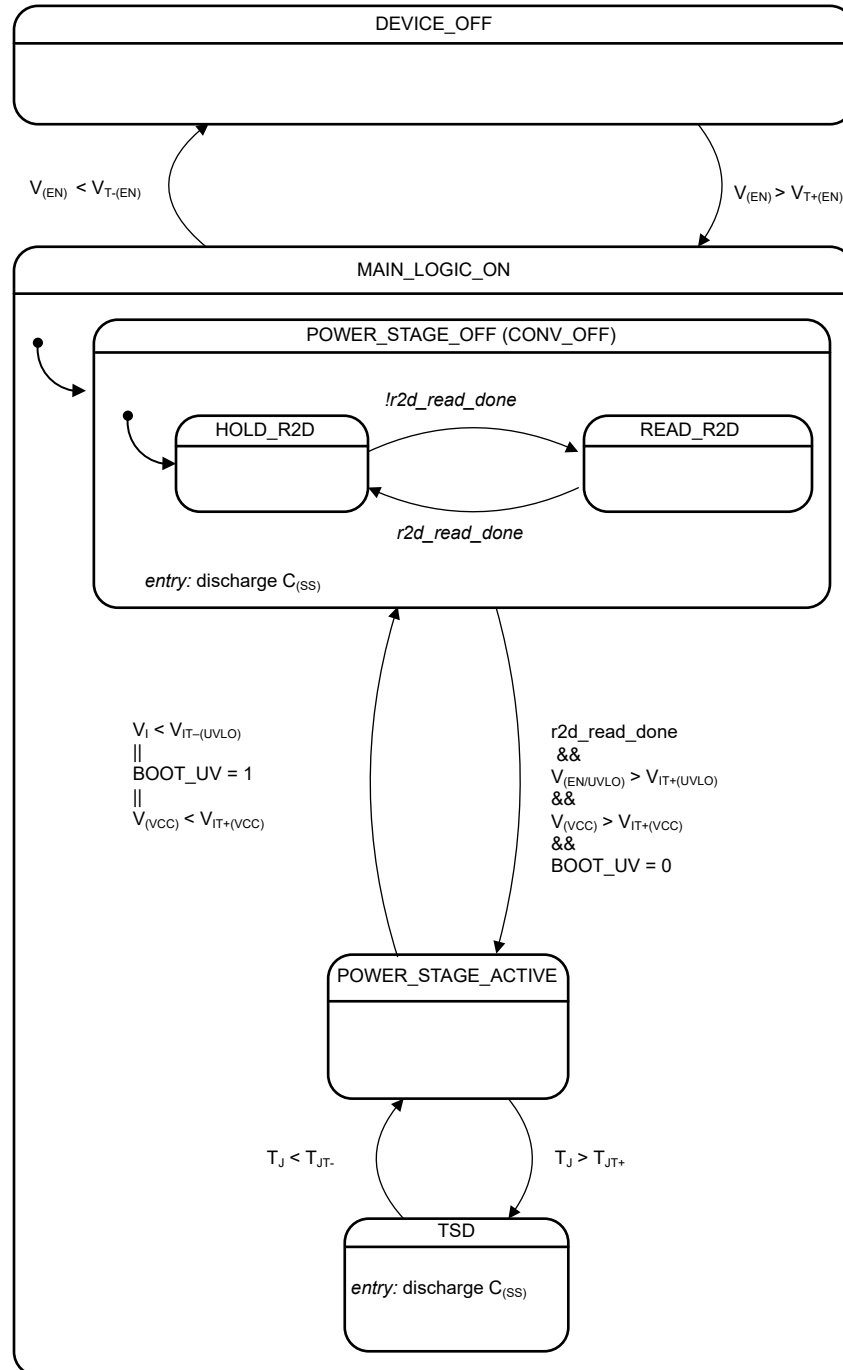 DEVICE_OFF
V(EN) < VT-(EN)
V(EN) > VT+(EN)
MAIN_LOGIC_ON
POWER_STAGE_OFF (CONV_OFF)
!r2d_read_done
HOLD_R2D
READ_R2D
r2d_read_done
entry: discharge C(SS)
VI < VIT–(UVLO)
||
BOOT_UV = 1
||
V(VCC) < VIT+(VCC)
r2d_read_done
&&
V(EN/UVLO) > VIT+(UVLO)
&&
V(VCC) > VIT+(VCC)
&&
BOOT_UV = 0
POWER_STAGE_ACTIVE
TJ < TJT-
TJ > TJT+
TSD
entry: discharge C(SS)